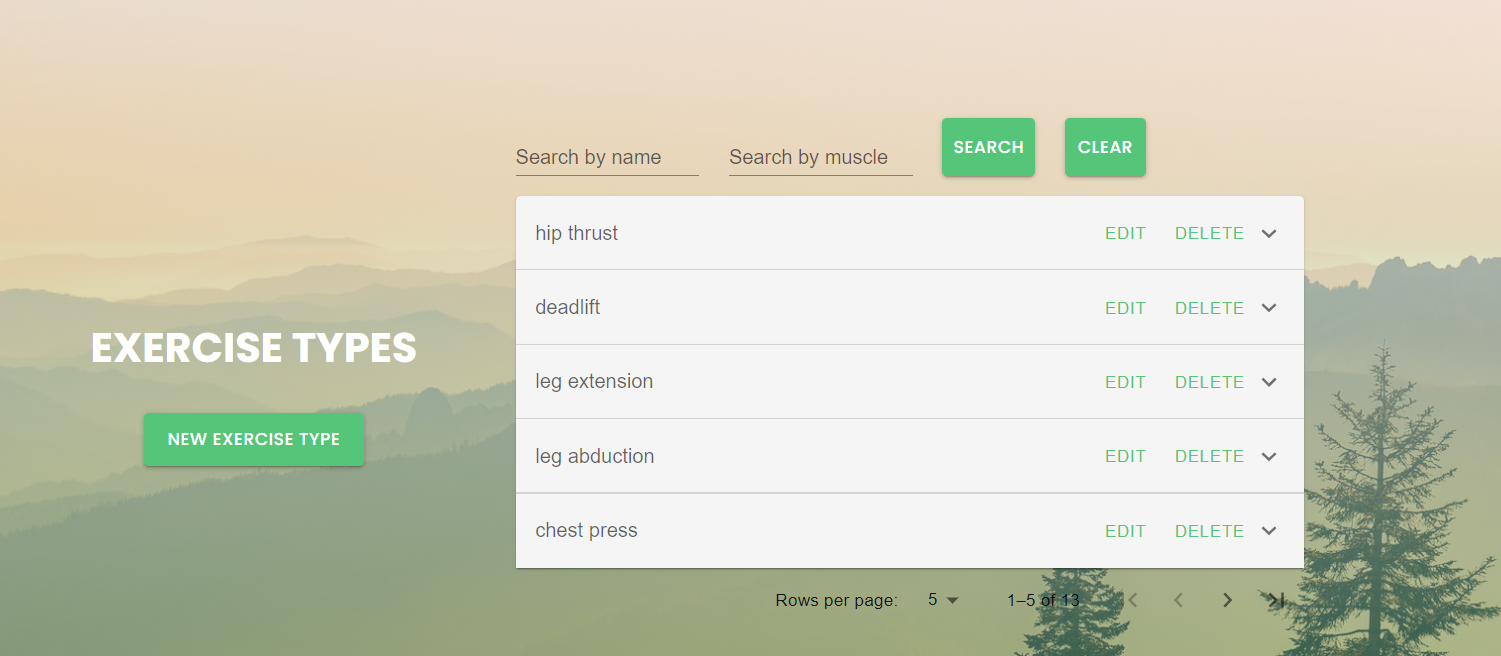 Search by name
Search by muscle
SEARCH
CLEAR
hip thrust EDIT DELETE
deadlift EDIT DELETE
EXERCISE TYPES
leg extension EDIT DELETE
NEW EXERCISE TYPE
leg abduction EDIT DELETE
chest press EDIT DELETE
Rows per page: 5 1–5 of 13